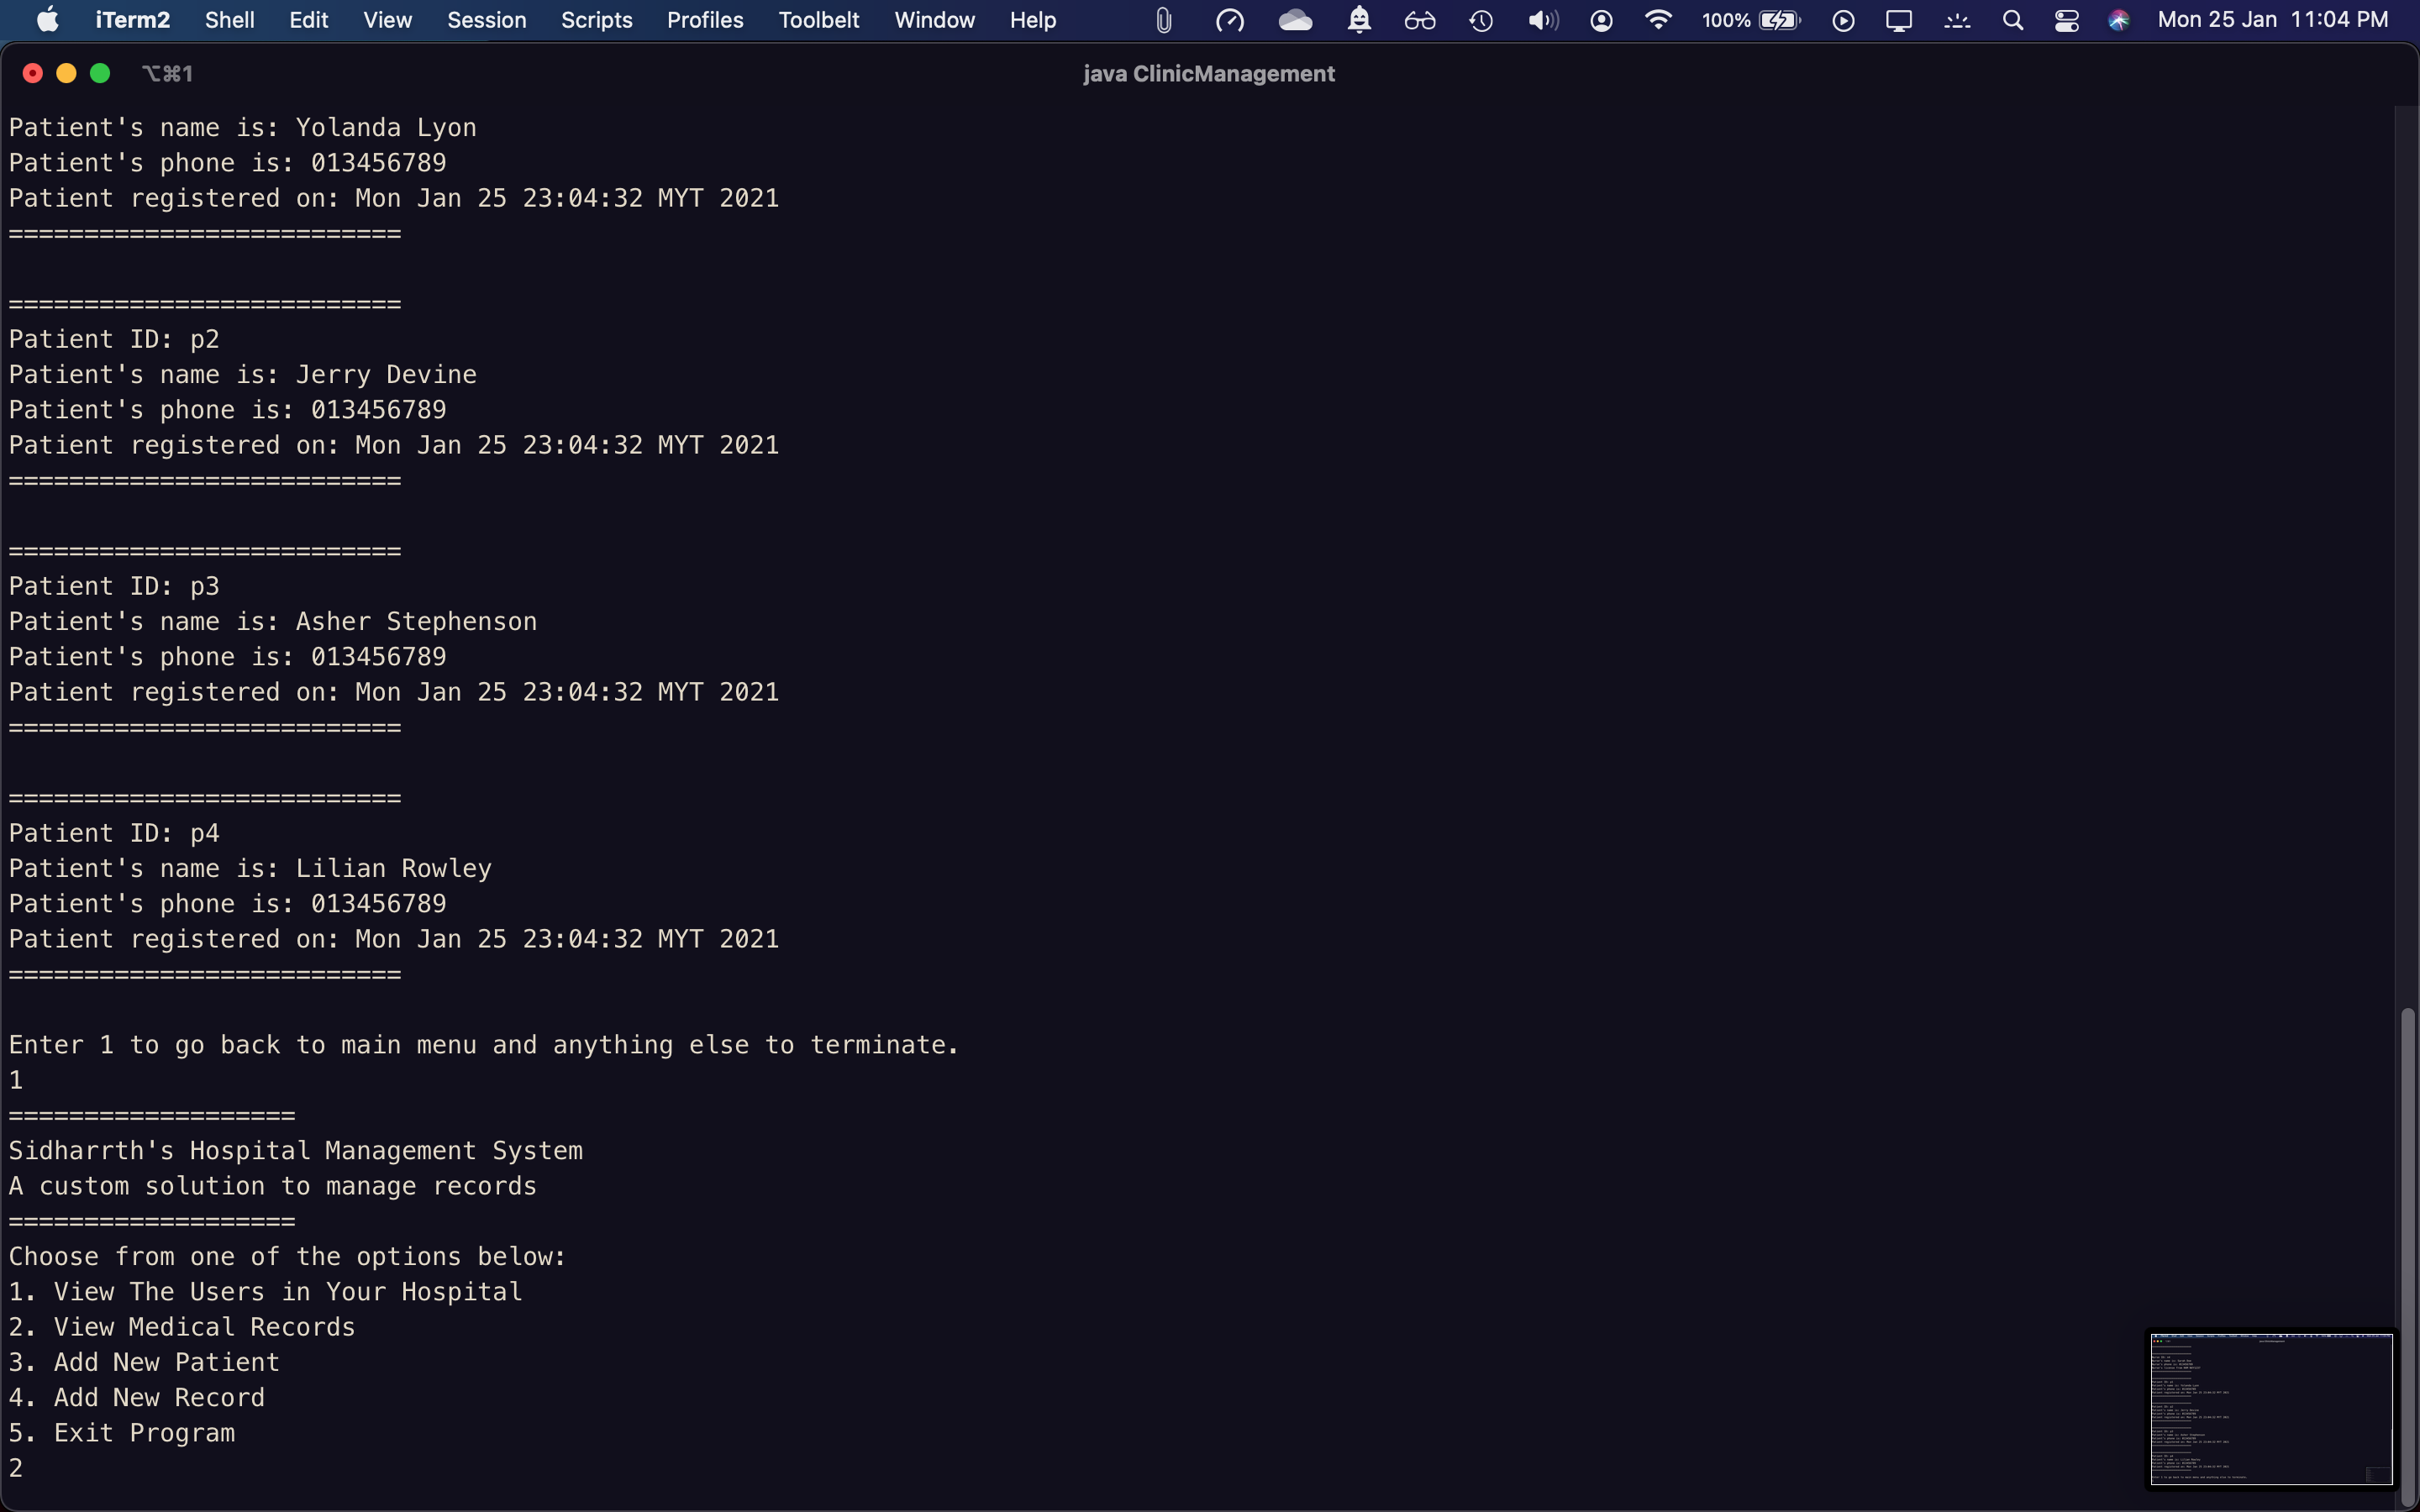 iTerm2 Shell Edit View Session Scripts Profiles Toolbelt Window Help 100% Mon 25 Jan 11:04 PM
⌥⌘1 java ClinicManagement
Patient's name is: Yolanda Lyon
Patient's phone is: 013456789
Patient registered on: Mon Jan 25 23:04:32 MYT 2021
==========================
==========================
Patient ID: p2
Patient's name is: Jerry Devine
Patient's phone is: 013456789
Patient registered on: Mon Jan 25 23:04:32 MYT 2021
==========================
==========================
Patient ID: p3
Patient's name is: Asher Stephenson
Patient's phone is: 013456789
Patient registered on: Mon Jan 25 23:04:32 MYT 2021
==========================
==========================
Patient ID: p4
Patient's name is: Lilian Rowley
Patient's phone is: 013456789
Patient registered on: Mon Jan 25 23:04:32 MYT 2021
==========================
Enter 1 to go back to main menu and anything else to terminate.
1
===================
Sidharrth's Hospital Management System
A custom solution to manage records
===================
Choose from one of the options below:
1. View The Users in Your Hospital
2. View Medical Records
3. Add New Patient
4. Add New Record
5. Exit Program
2